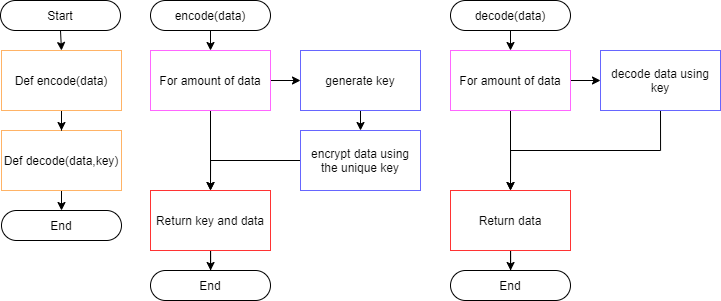 Start
Def encode(data)
Def decode(data,key)
End
encode(data)
For amount of data
generate key
encrypt data using
the unique key
Return key and data
End
decode(data)
For amount of data
decode data using
key
Return data
End